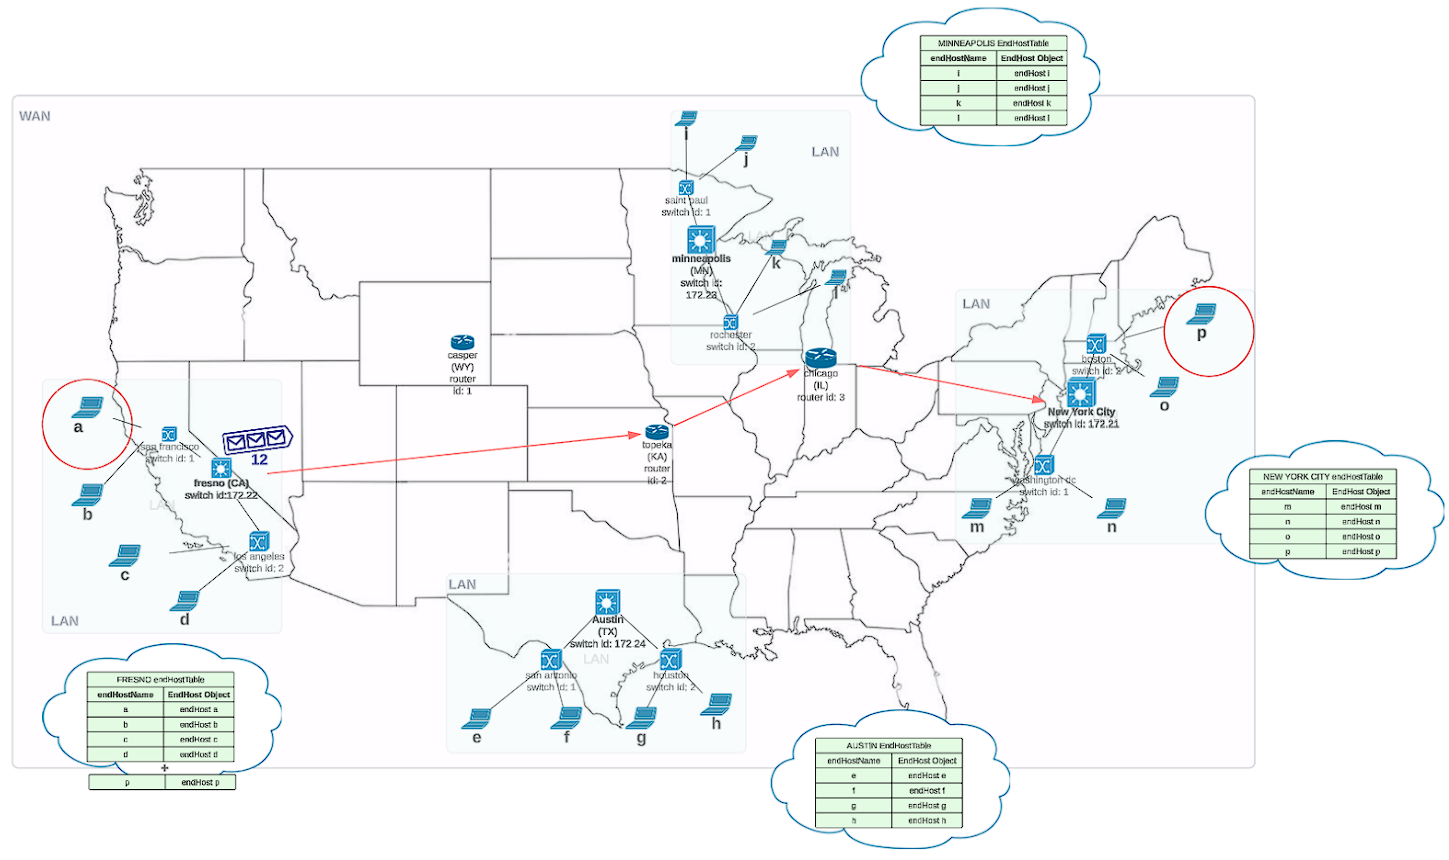 MINNEAPOLIS EndHostTable
endHostName EndHost Object
i endHost i
j endHost j
k endHost k
l endHost l
WAN
LAN
i
j
saint paul
switch id: 1
LAN
minneapolis
(MN)
switch id:
172.23
k
l
rochester
switch id: 2
casper
(WY)
router
id: 1
chicago
(IL)
router id: 3
LAN
p
boston
switch id: 2
o
New York City
switch id: 172.21
washington dc
switch id: 1
m
n
a
san francisco
switch id: 1
12
fresno (CA)
switch id:172.22
b
LAN
los angeles
switch id: 2
c
d
LAN
topeka
(KA)
router
id: 2
NEW YORK CITY endHostTable
endHostName EndHost Object
m endHost m
n endHost n
o endHost o
p endHost p
LAN
Austin
(TX)
switch id: 172.24
LAN
san antonio
switch id: 1
houston
switch id: 2
e
f
g
h
FRESNO endHostTable
endHostName EndHost Object
a endHost a
b endHost b
c endHost c
d endHost d
+
p endHost p
AUSTIN EndHostTable
endHostName EndHost Object
e endHost e
f endHost f
g endHost g
h endHost h